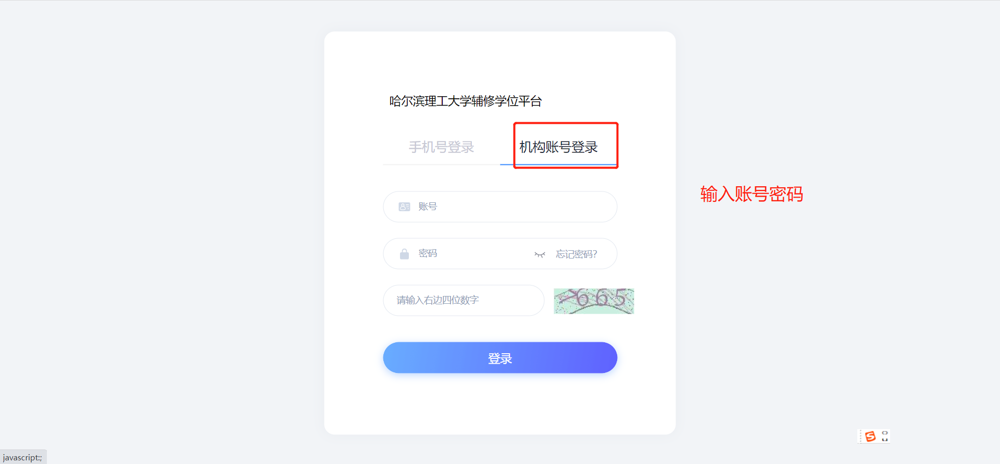 哈尔滨理工大学辅修学位平台
手机号登录
机构账号登录
输入账号密码
账号
密码
忘记密码?
请输入右边四位数字
665
登录
javascript:;